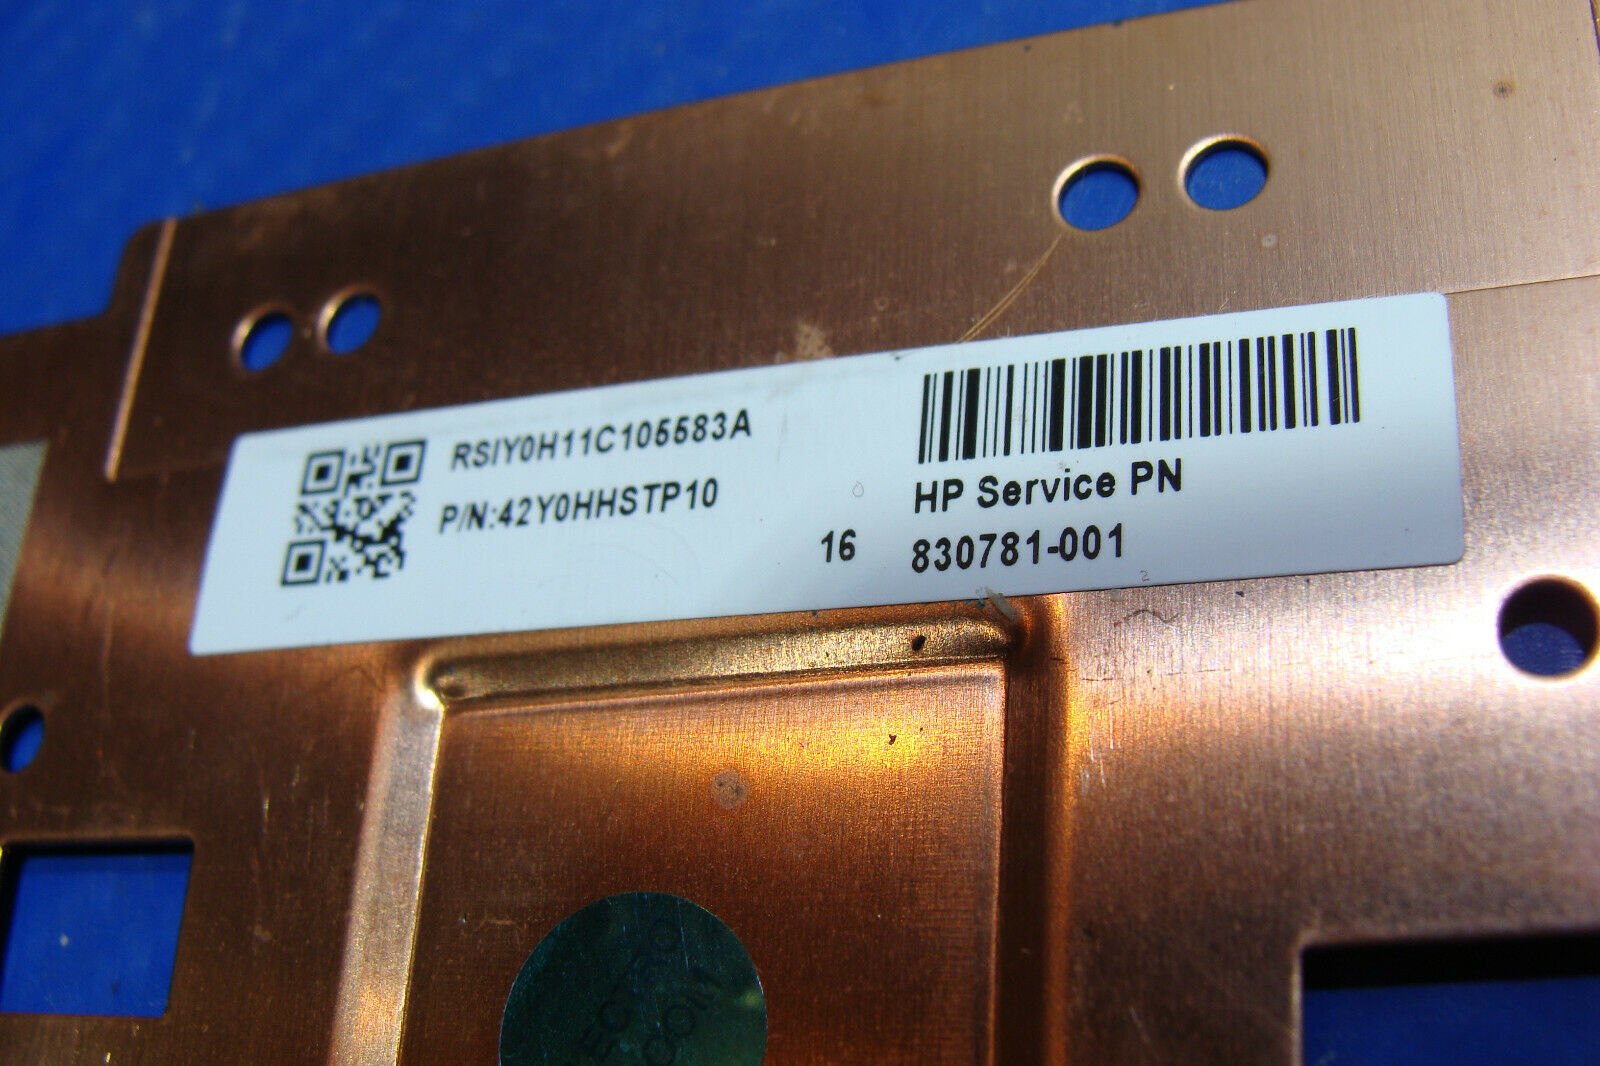 RSIY0H11C105583A
P/N:42Y0HHSTP10
16
HP Service PN
830781-001